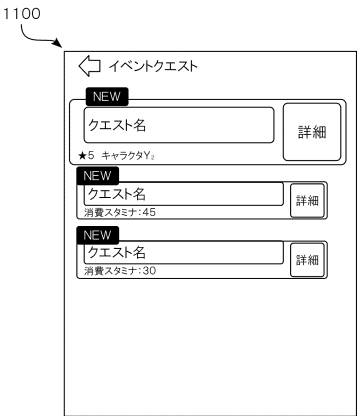 1100
イベントクエスト
NEW
クエスト名
詳細
★5 キャラクタY₂
NEW
クエスト名
詳細
消費スタミナ:45
NEW
クエスト名
詳細
消費スタミナ:30